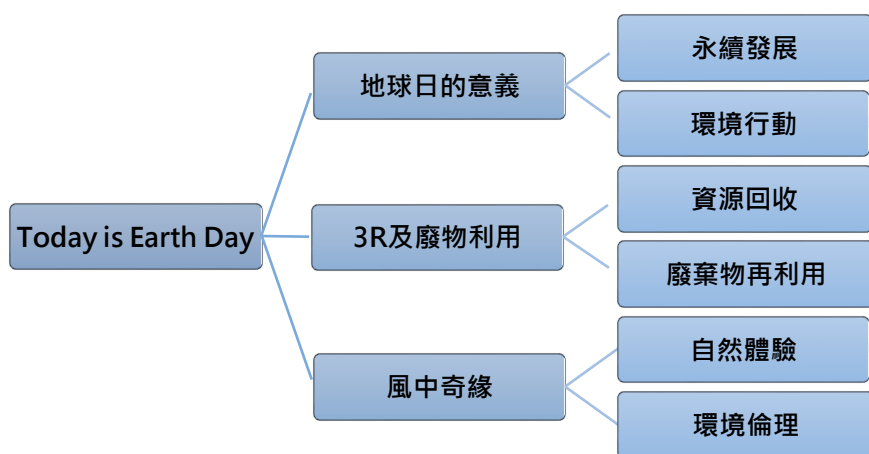 Today is Earth Day
地球日的意義
永續發展
環境行動
3R及廢物利用
資源回收
廢棄物再利用
風中奇緣
自然體驗
環境倫理